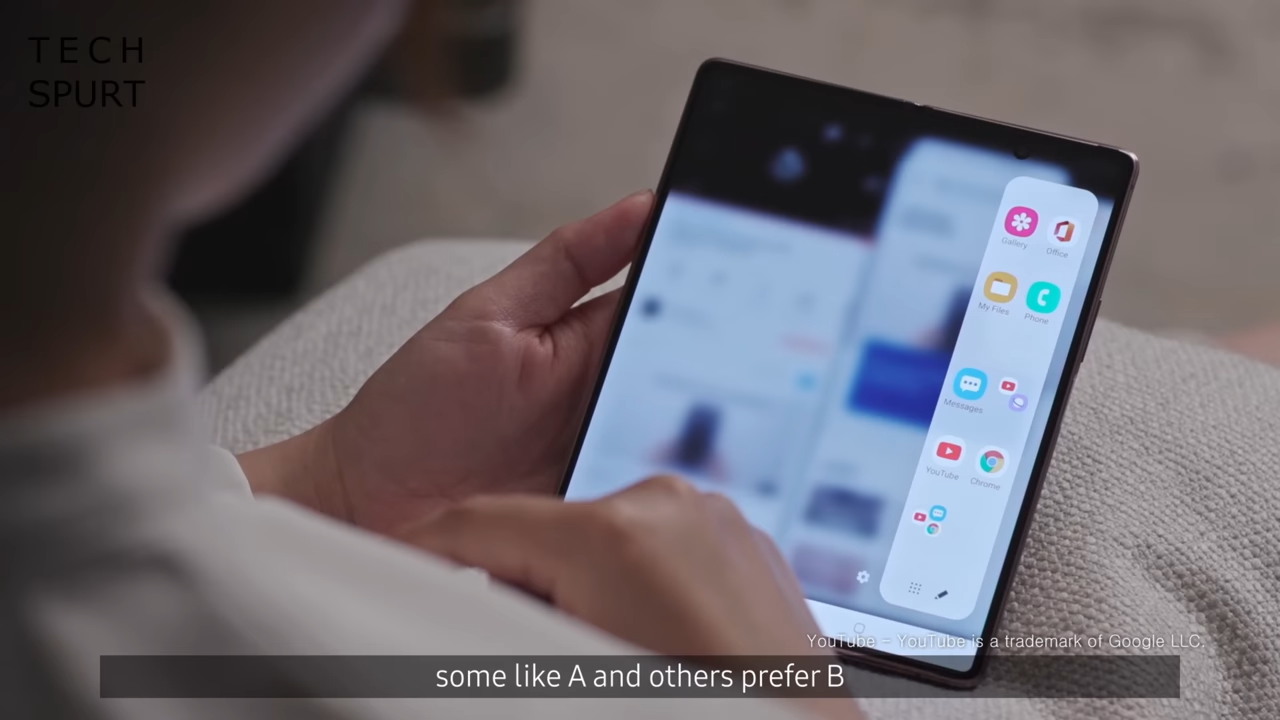 TECH
SPURT
Gallery
Office
My Files
Phone
Messages
YouTube
Chrome
YouTube – YouTube is a trademark of Google LLC.
some like A and others prefer B